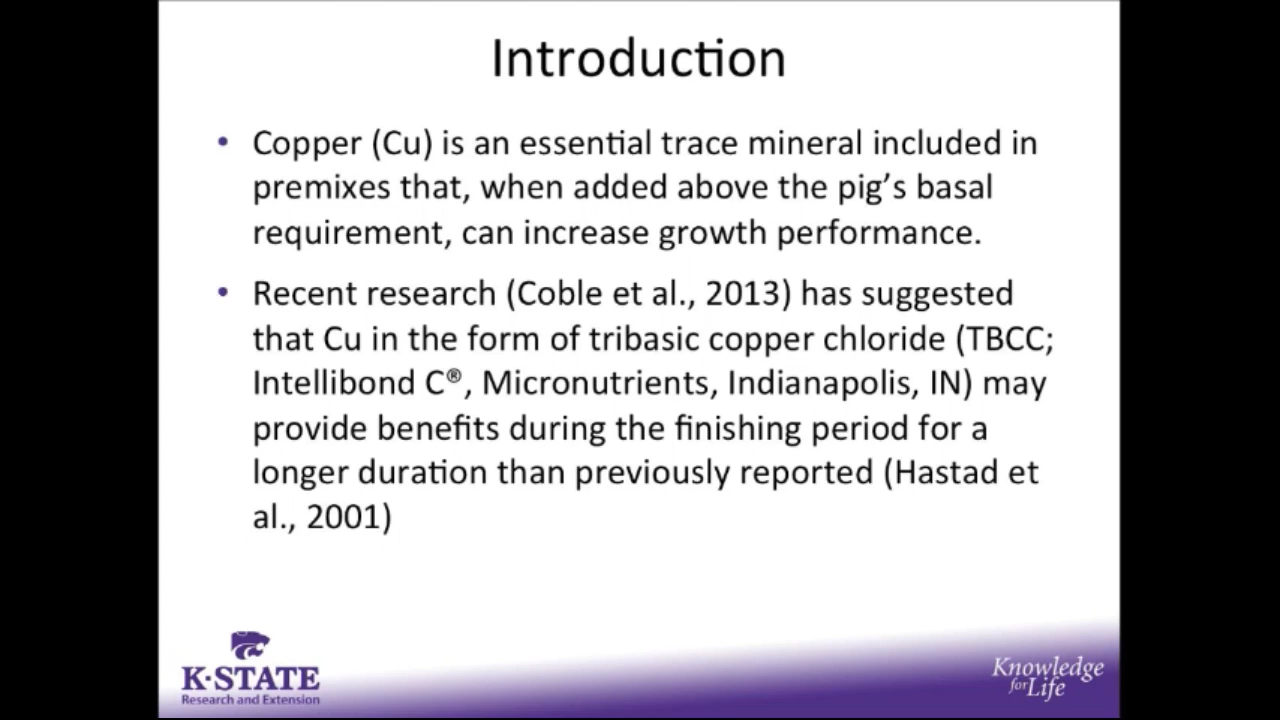 Introduction
• Copper (Cu) is an essential trace mineral included in
premixes that, when added above the pig’s basal
requirement, can increase growth performance.
• Recent research (Coble et al., 2013) has suggested
that Cu in the form of tribasic copper chloride (TBCC;
Intellibond C®, Micronutrients, Indianapolis, IN) may
provide benefits during the finishing period for a
longer duration than previously reported (Hastad et
al., 2001)
K•STATE
Research and Extension
Knowledge
for Life